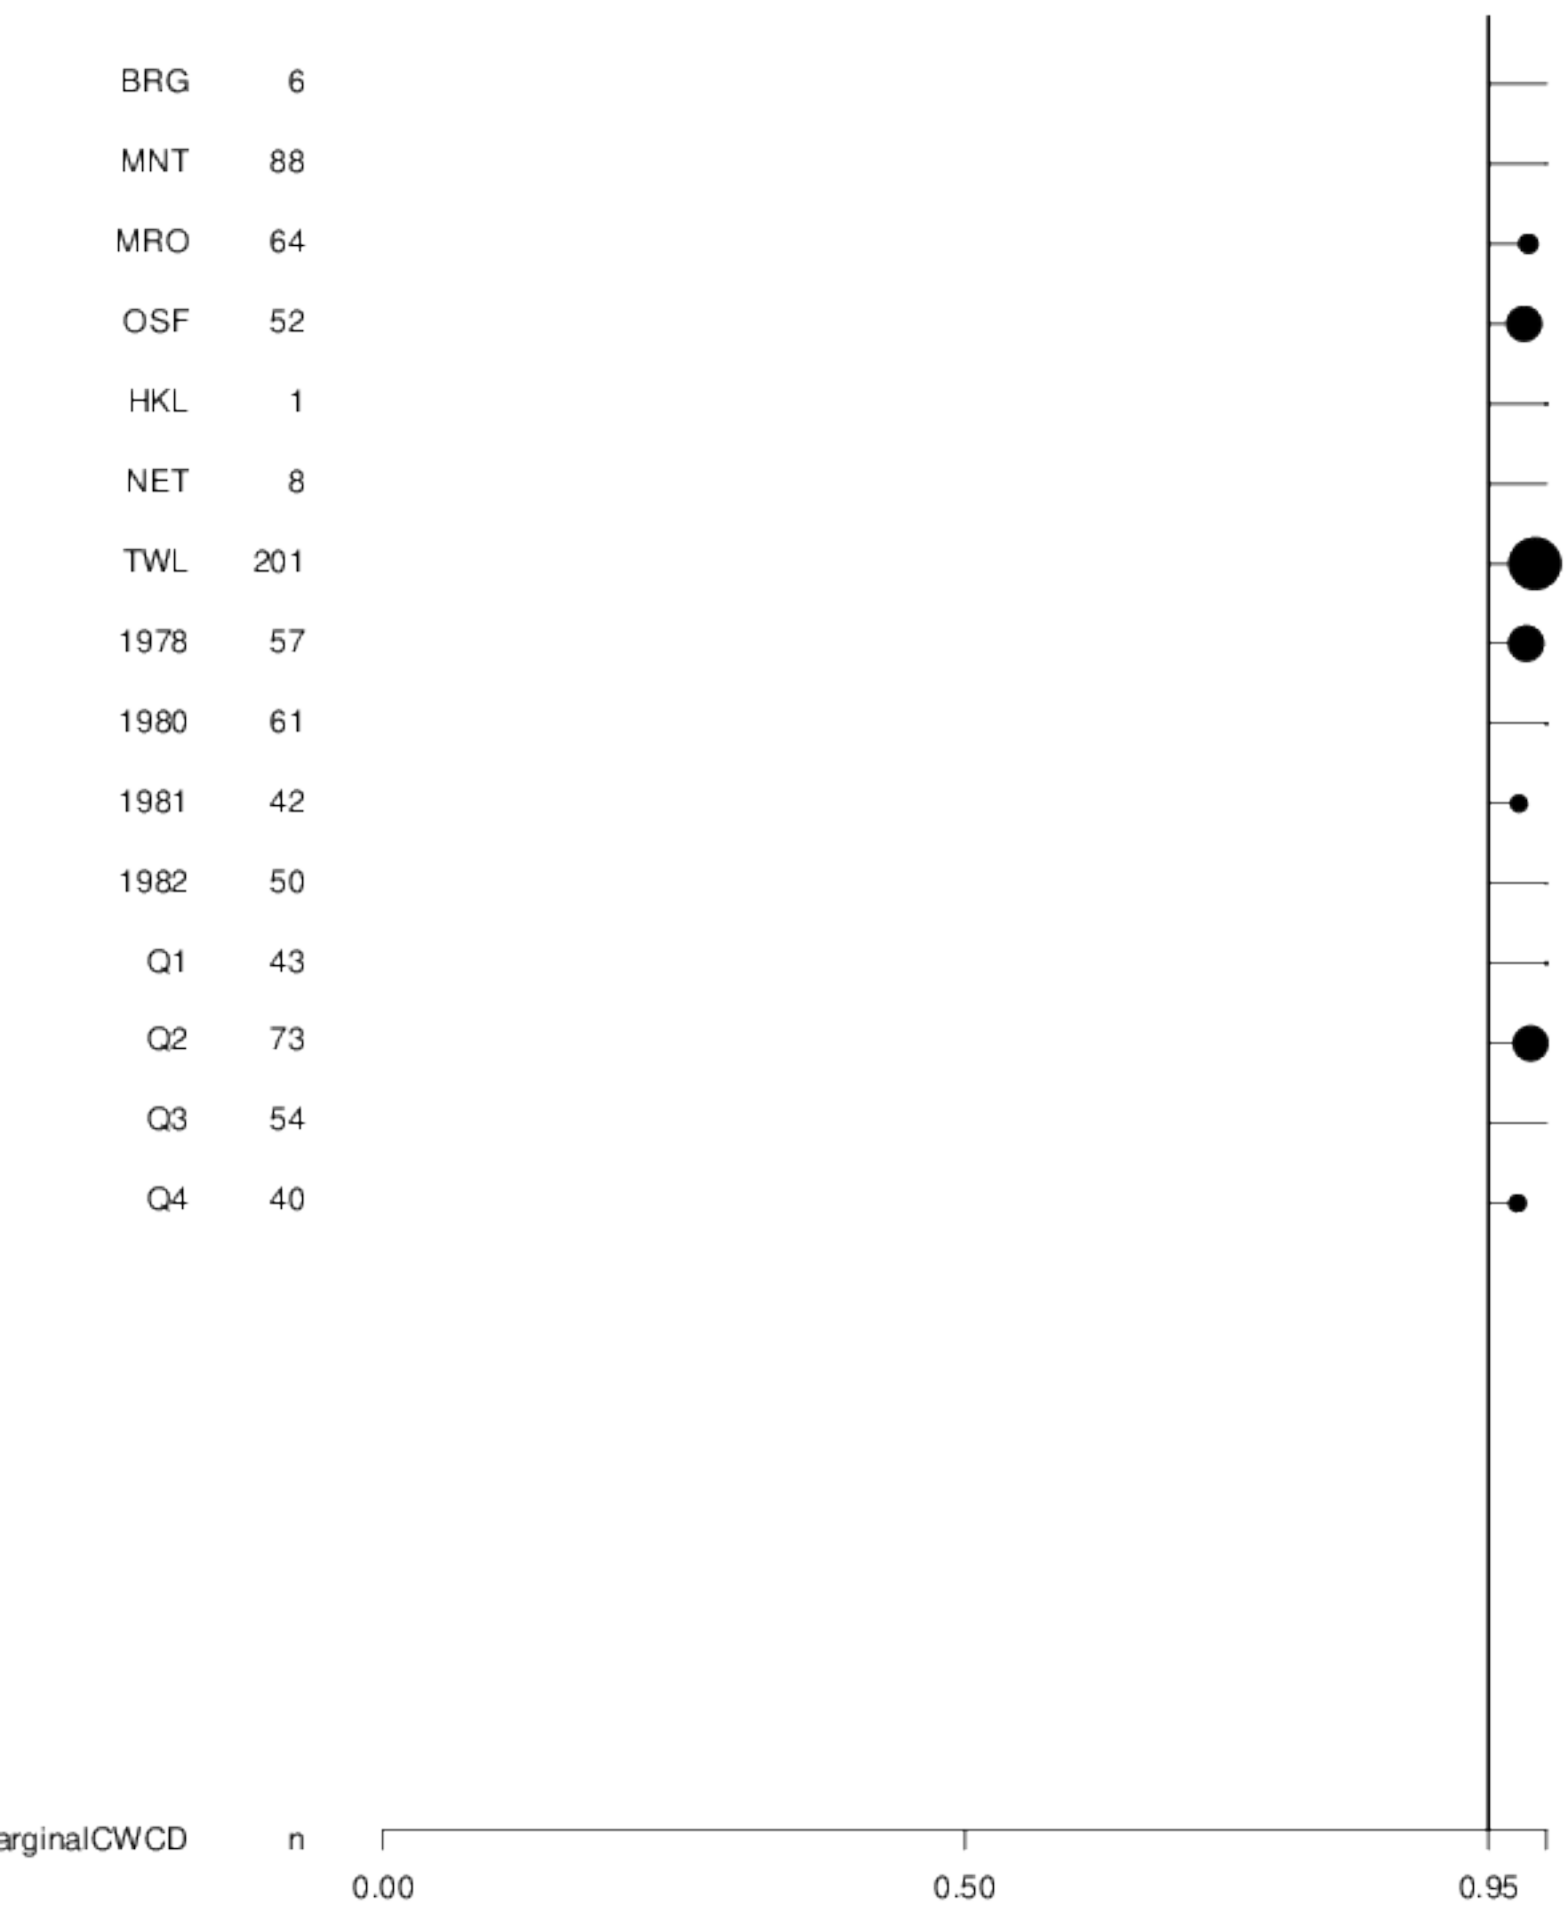 BRG 6
MNT 88
MRO 64
OSF 52
HKL 1
NET 8
TWL 201
1978 57
1980 61
1981 42
1982 50
Q1 43
Q2 73
Q3 54
Q4 40
arginalCWCD n
0.00 0.50 0.95